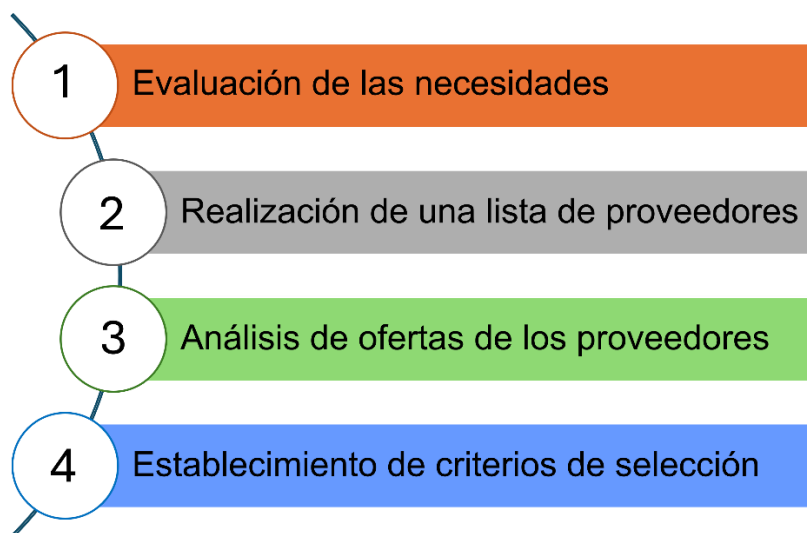 1
Evaluación de las necesidades
2
Realización de una lista de proveedores
3
Análisis de ofertas de los proveedores
4
Establecimiento de criterios de selección